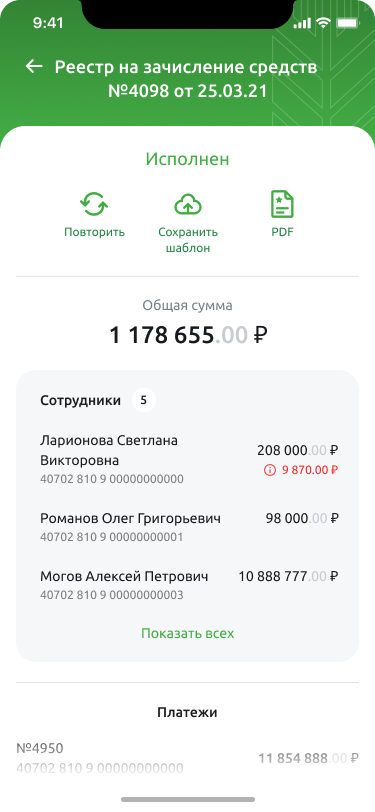 9:41
Реестр на зачисление средств
№4098 от 25.03.21
Исполнен
Повторить
Сохранить
шаблон
PDF
Общая сумма
1 178 655.00 ₽
Сотрудники 5
Ларионова Светлана
Викторовна
208 000.00 ₽
9 870.00 ₽
40702 810 9 00000000000
Романов Олег Григорьевич 98 000.00 ₽
40702 810 9 00000000001
Могов Алексей Петрович 10 888 777.00 ₽
40702 810 9 00000000003
Показать всех
Платежи
№4950
11 854 888.00 ₽
40702 810 9 00000000000